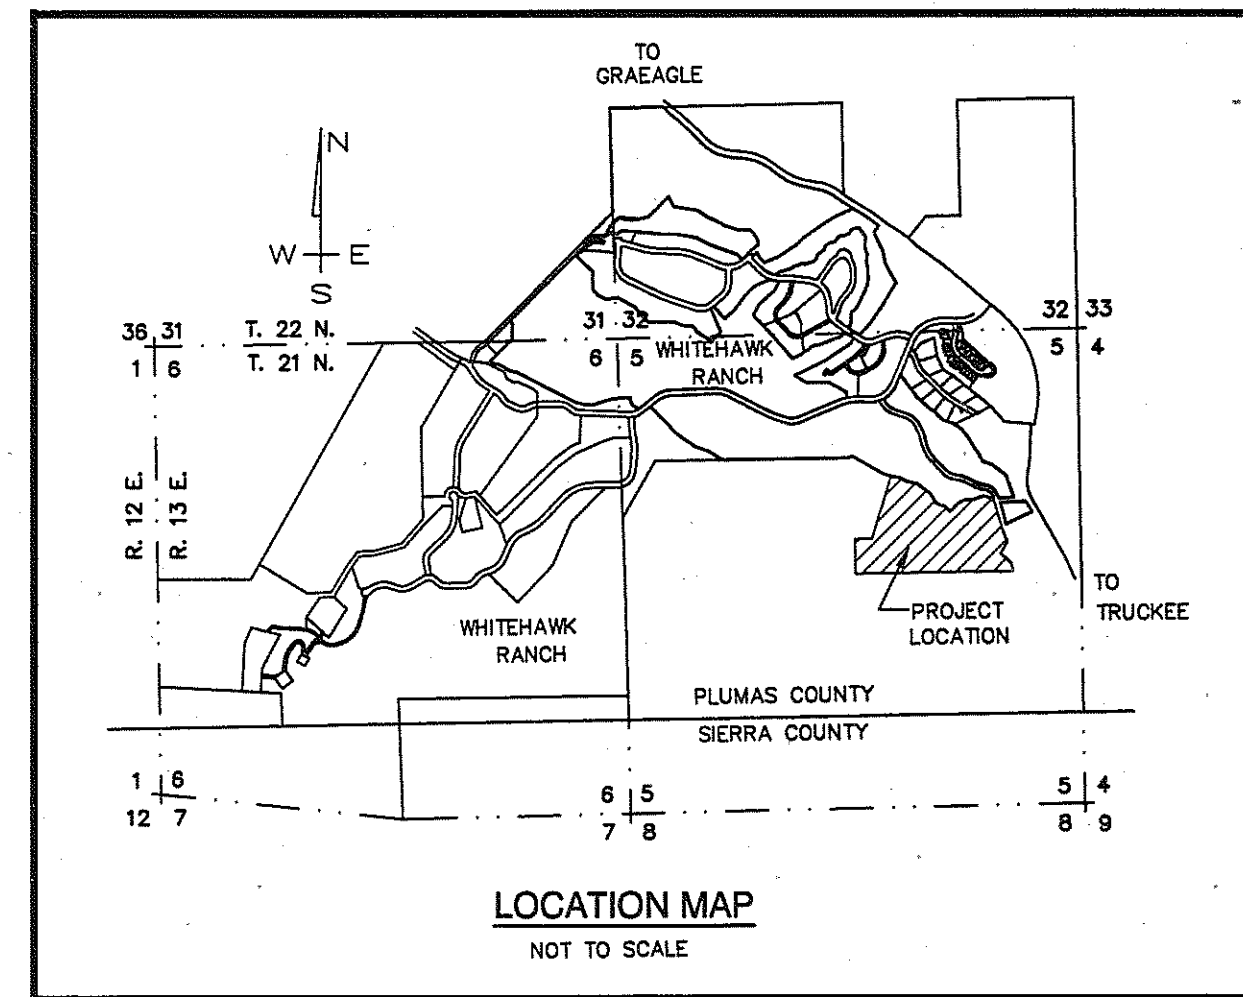 TO
GRAEAGLE
N
W E
S
36 31
T. 22 N.
31 32
32 33
1 6
T. 21 N.
6 5
5 4
WHITEHAWK
RANCH
R. 12 E.
R. 13 E.
TO
TRUCKEE
PROJECT
LOCATION
WHITEHAWK
RANCH
PLUMAS COUNTY
SIERRA COUNTY
1 6
6 5
5 4
12 7
7 8
8 9
LOCATION MAP
NOT TO SCALE